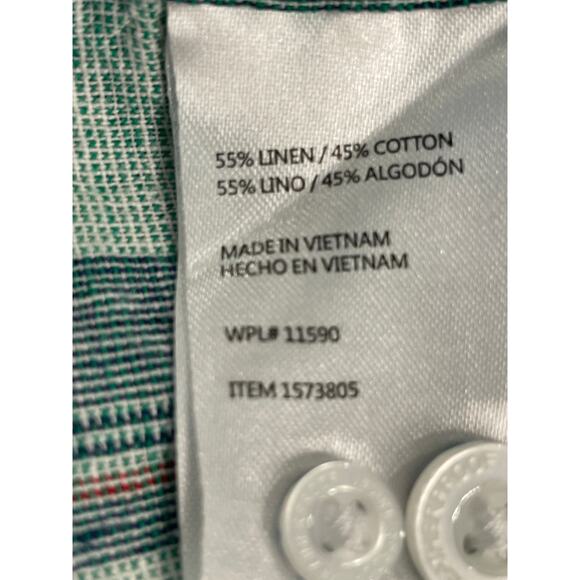 55% LINEN / 45% COTTON
55% LINO / 45% ALGODÓN
MADE IN VIETNAM
HECHO EN VIETNAM
WPL# 11590
ITEM 1573805